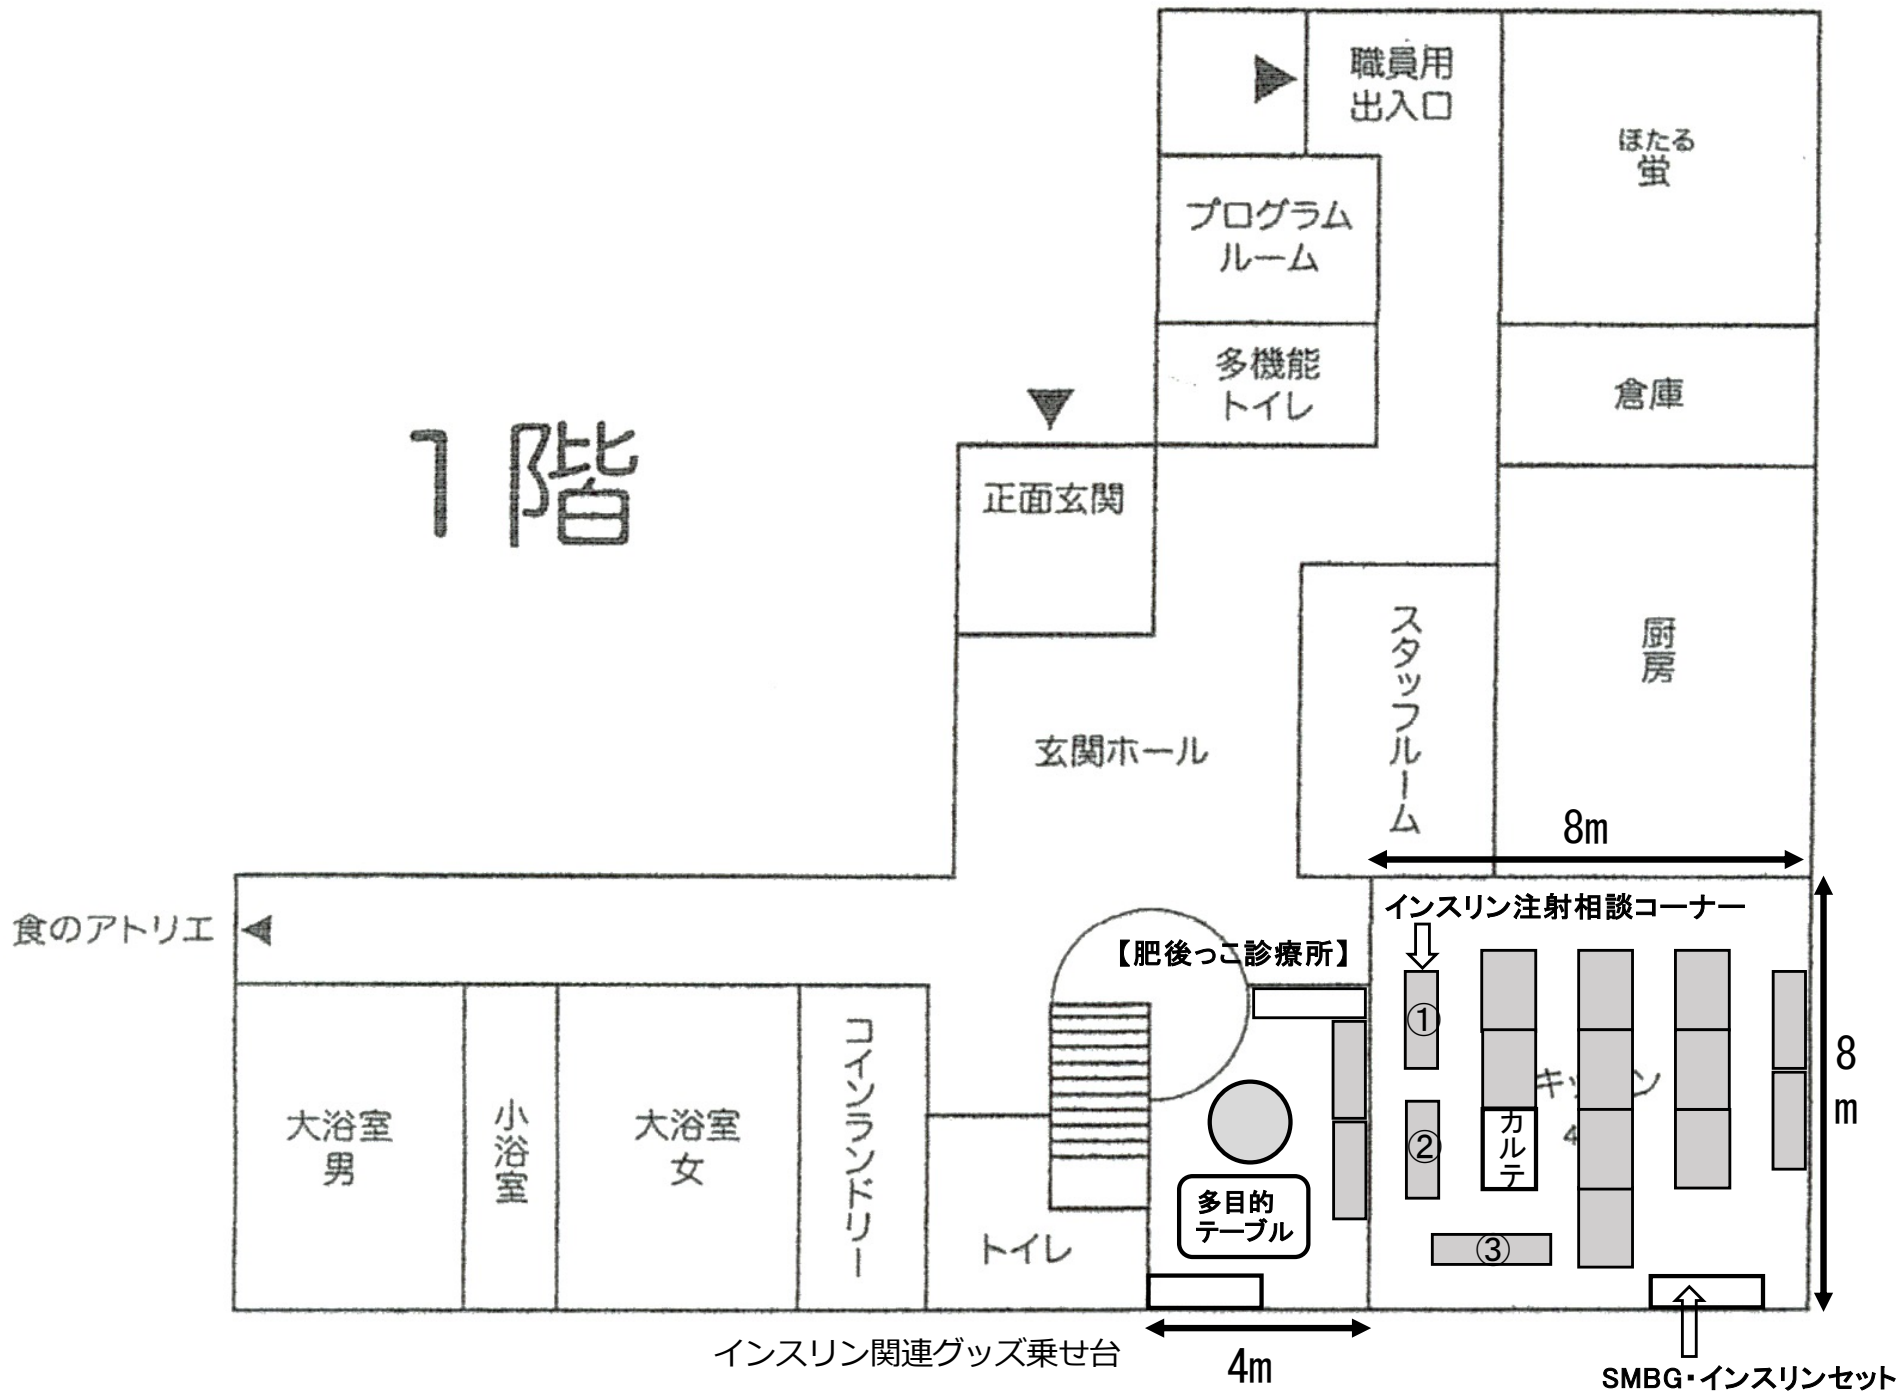 職員用
出入口
ほたる
蛍
プログラム
ルーム
多機能
トイレ
倉庫
1階
正面玄関
スタッフルーム
厨房
玄関ホール
8m
食のアトリエ
インスリン注射相談コーナー
【肥後っこ診療所】
①
8m
キッ ン
4
コインランドリー
大浴室
男
小浴室
大浴室
女
②
カルテ
多目的
テーブル
トイレ
③
インスリン関連グッズ乗せ台
4m
SMBG・インスリンセット